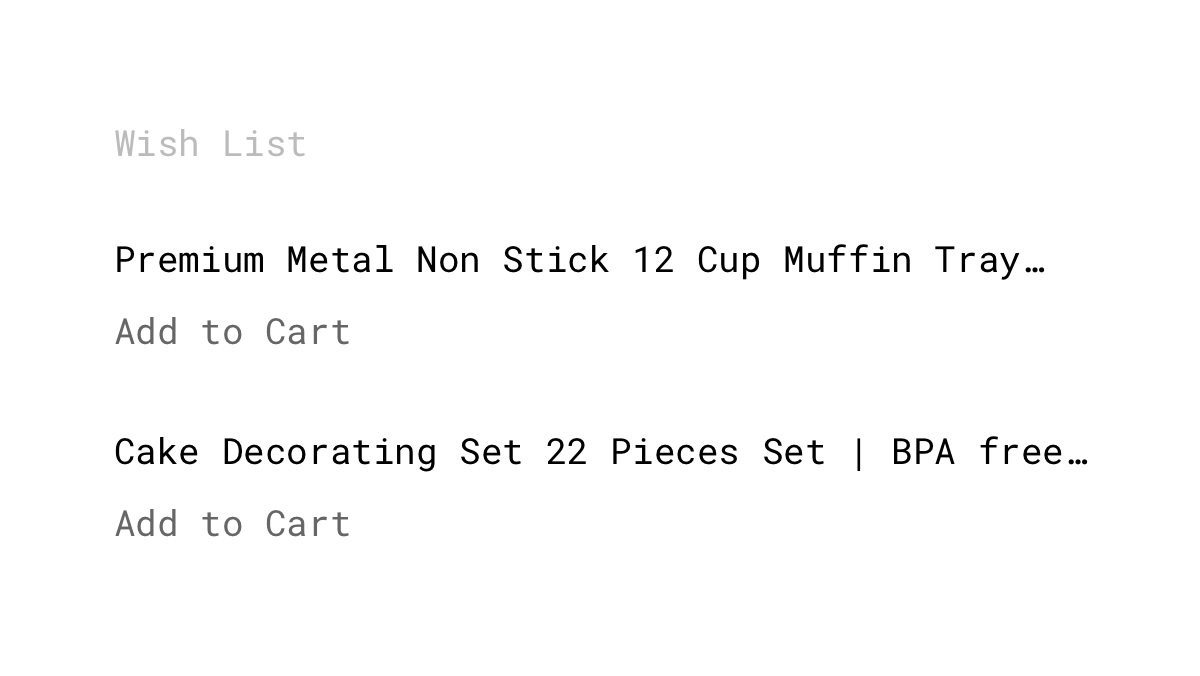 Wish List
Premium Metal Non Stick 12 Cup Muffin Tray…
Add to Cart
Cake Decorating Set 22 Pieces Set | BPA free…
Add to Cart